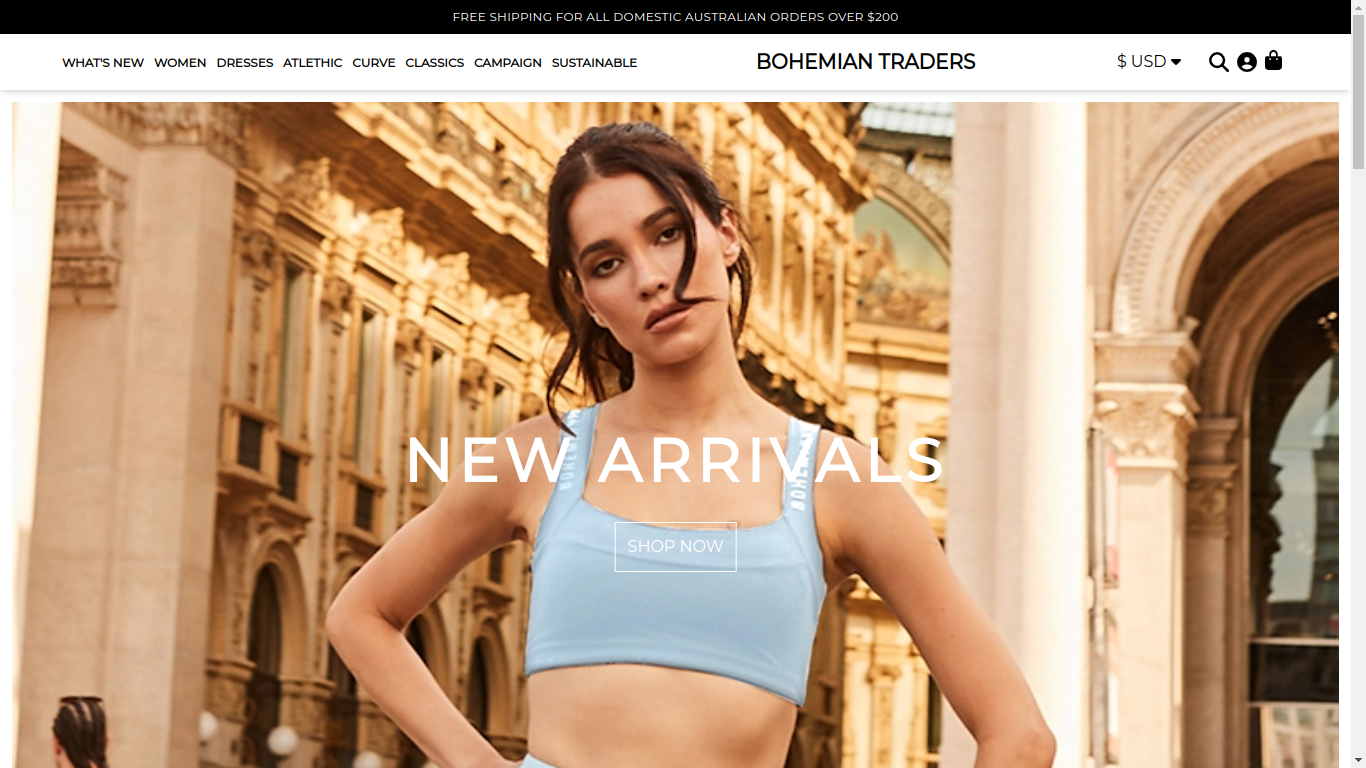 FREE SHIPPING FOR ALL DOMESTIC AUSTRALIAN ORDERS OVER $200
WHAT'S NEW WOMEN DRESSES ATLETHIC CURVE CLASSICS CAMPAIGN SUSTAINABLE BOHEMIAN TRADERS $ USD
NEW ARRIVALS
SHOP NOW